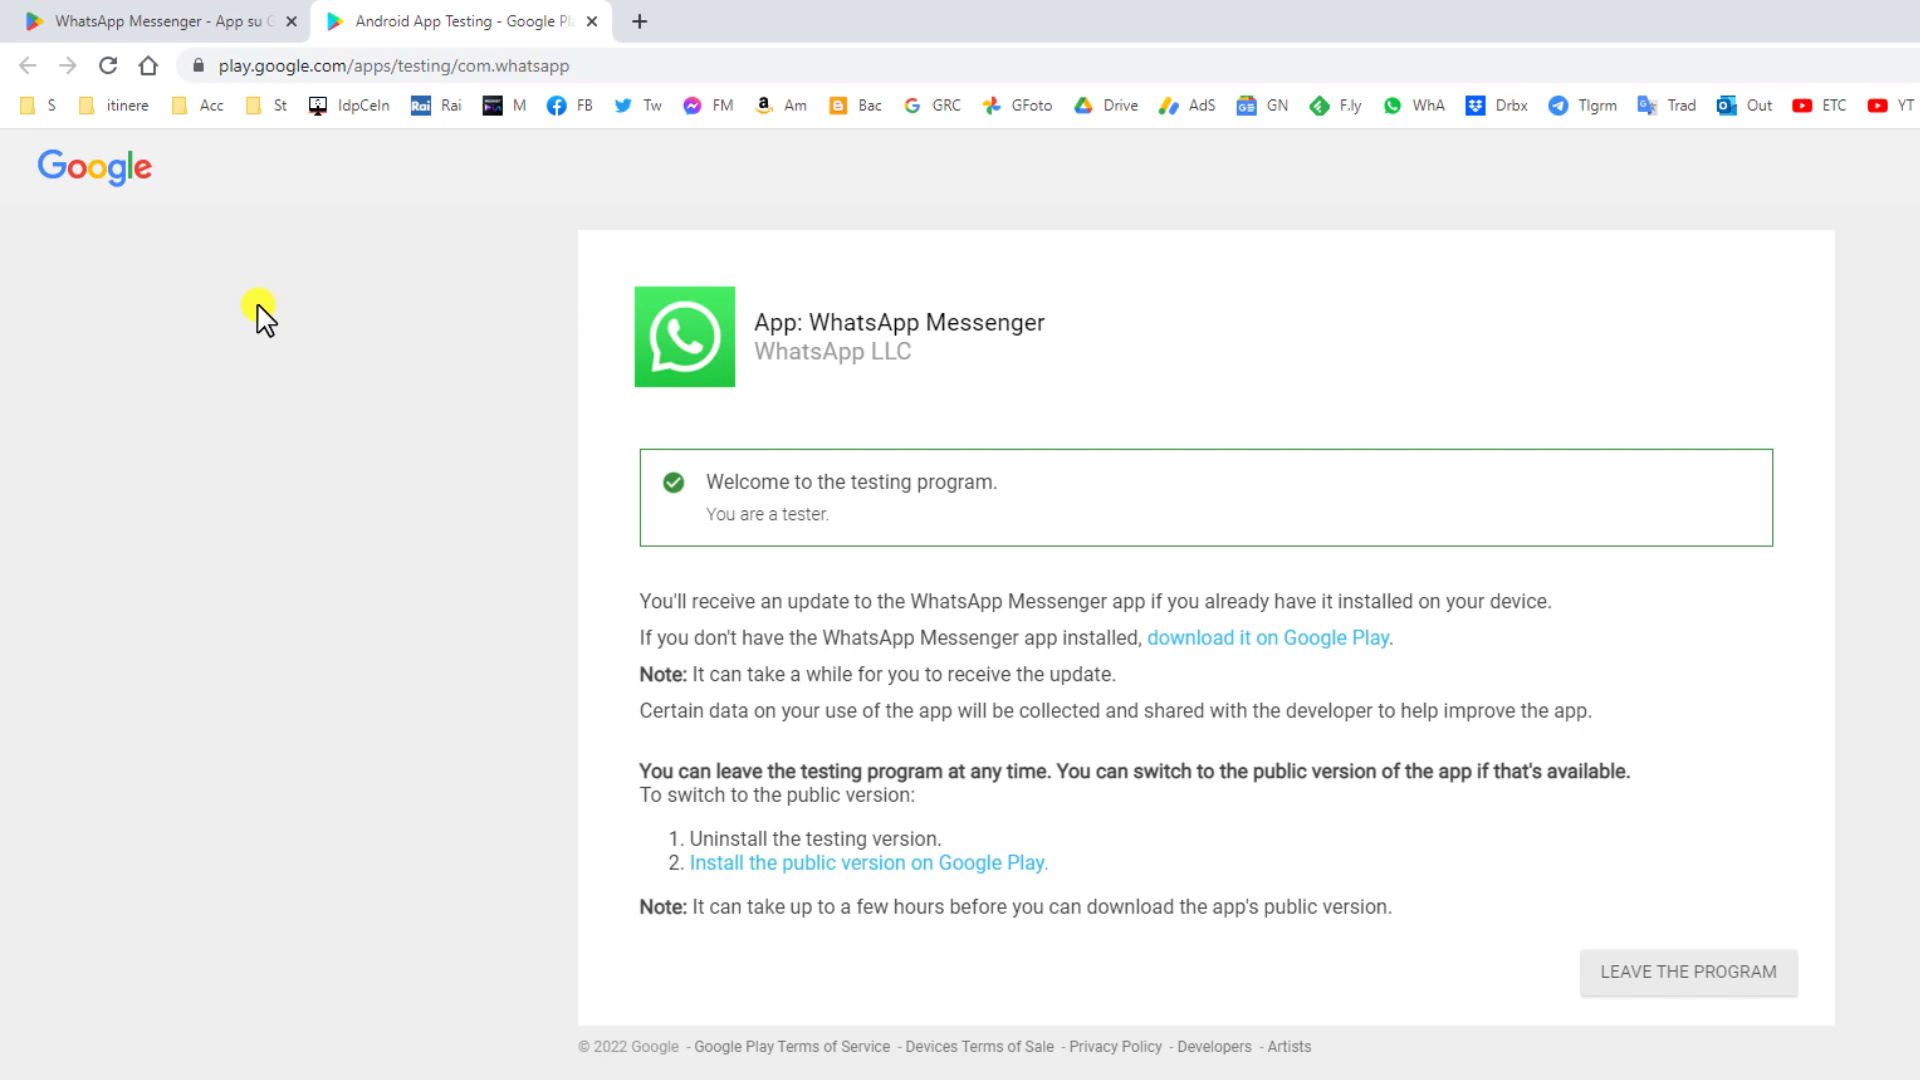 WhatsApp Messenger - App su G
Android App Testing - Google Pla
play.google.com/apps/testing/com.whatsapp
S itinere Acc St IdpCeIn Rai Rai M FB Tw FM Am Bac GRC GFoto Drive AdS GN F.ly WhA Drbx Tlgrm Trad Out ETC YT
Google
App: WhatsApp Messenger
WhatsApp LLC
Welcome to the testing program.
You are a tester.
You'll receive an update to the WhatsApp Messenger app if you already have it installed on your device.
If you don't have the WhatsApp Messenger app installed, download it on Google Play.
Note: It can take a while for you to receive the update.
Certain data on your use of the app will be collected and shared with the developer to help improve the app.
You can leave the testing program at any time. You can switch to the public version of the app if that's available.
To switch to the public version:
1. Uninstall the testing version.
2. Install the public version on Google Play.
Note: It can take up to a few hours before you can download the app's public version.
LEAVE THE PROGRAM
© 2022 Google - Google Play Terms of Service - Devices Terms of Sale - Privacy Policy - Developers - Artists